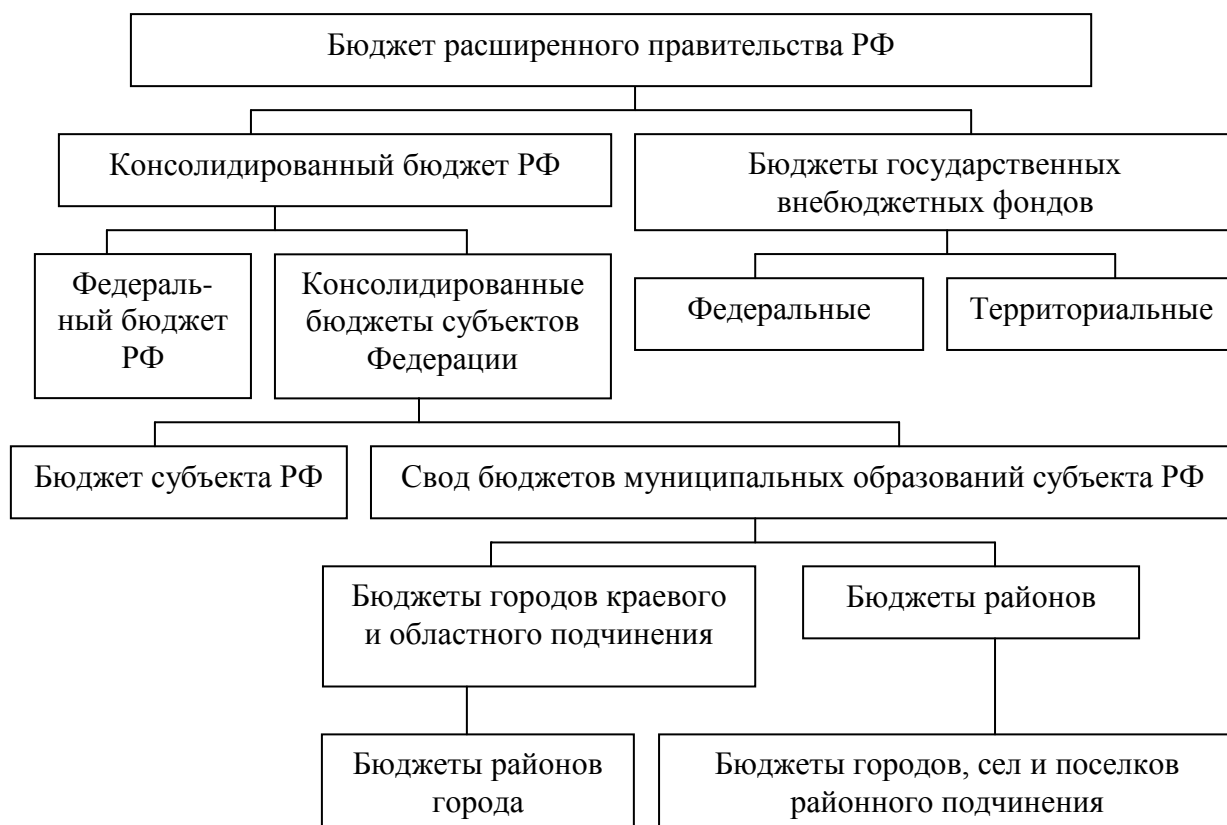 Бюджет расширенного правительства РФ
Консолидированный бюджет РФ
Бюджеты государственных
внебюджетных фондов
Федераль-
ный бюджет
РФ
Консолидированные
бюджеты субъектов
Федерации
Федеральные
Территориальные
Бюджет субъекта РФ
Свод бюджетов муниципальных образований субъекта РФ
Бюджеты городов краевого
и областного подчинения
Бюджеты районов
Бюджеты районов
города
Бюджеты городов, сел и поселков
районного подчинения